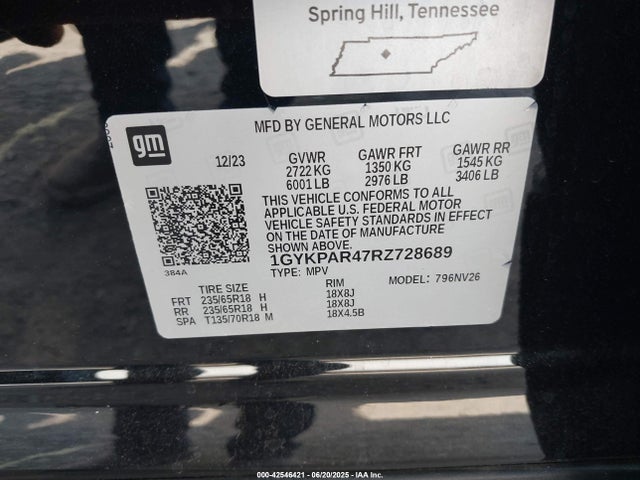 Spring Hill, Tennessee
gm
MFD BY GENERAL MOTORS LLC
12/23 GVWR GAWR FRT GAWR RR
2722 KG 1350 KG 1545 KG
6001 LB 2976 LB 3406 LB
THIS VEHICLE CONFORMS TO ALL
APPLICABLE U.S. FEDERAL MOTOR
VEHICLE SAFETY STANDARDS IN EFFECT
ON THE DATE OF MANUFACTURE
SHOWN ABOVE.
384A
1GYKPAR47RZ728689
TYPE: MPV MODEL: 796NV26
TIRE SIZE RIM
FRT 235/65R18 H 18X8J
RR 235/65R18 H 18X8J
SPA T135/70R18 M 18X4.5B
000-42546421 - 06/20/2025 - IAA Inc.